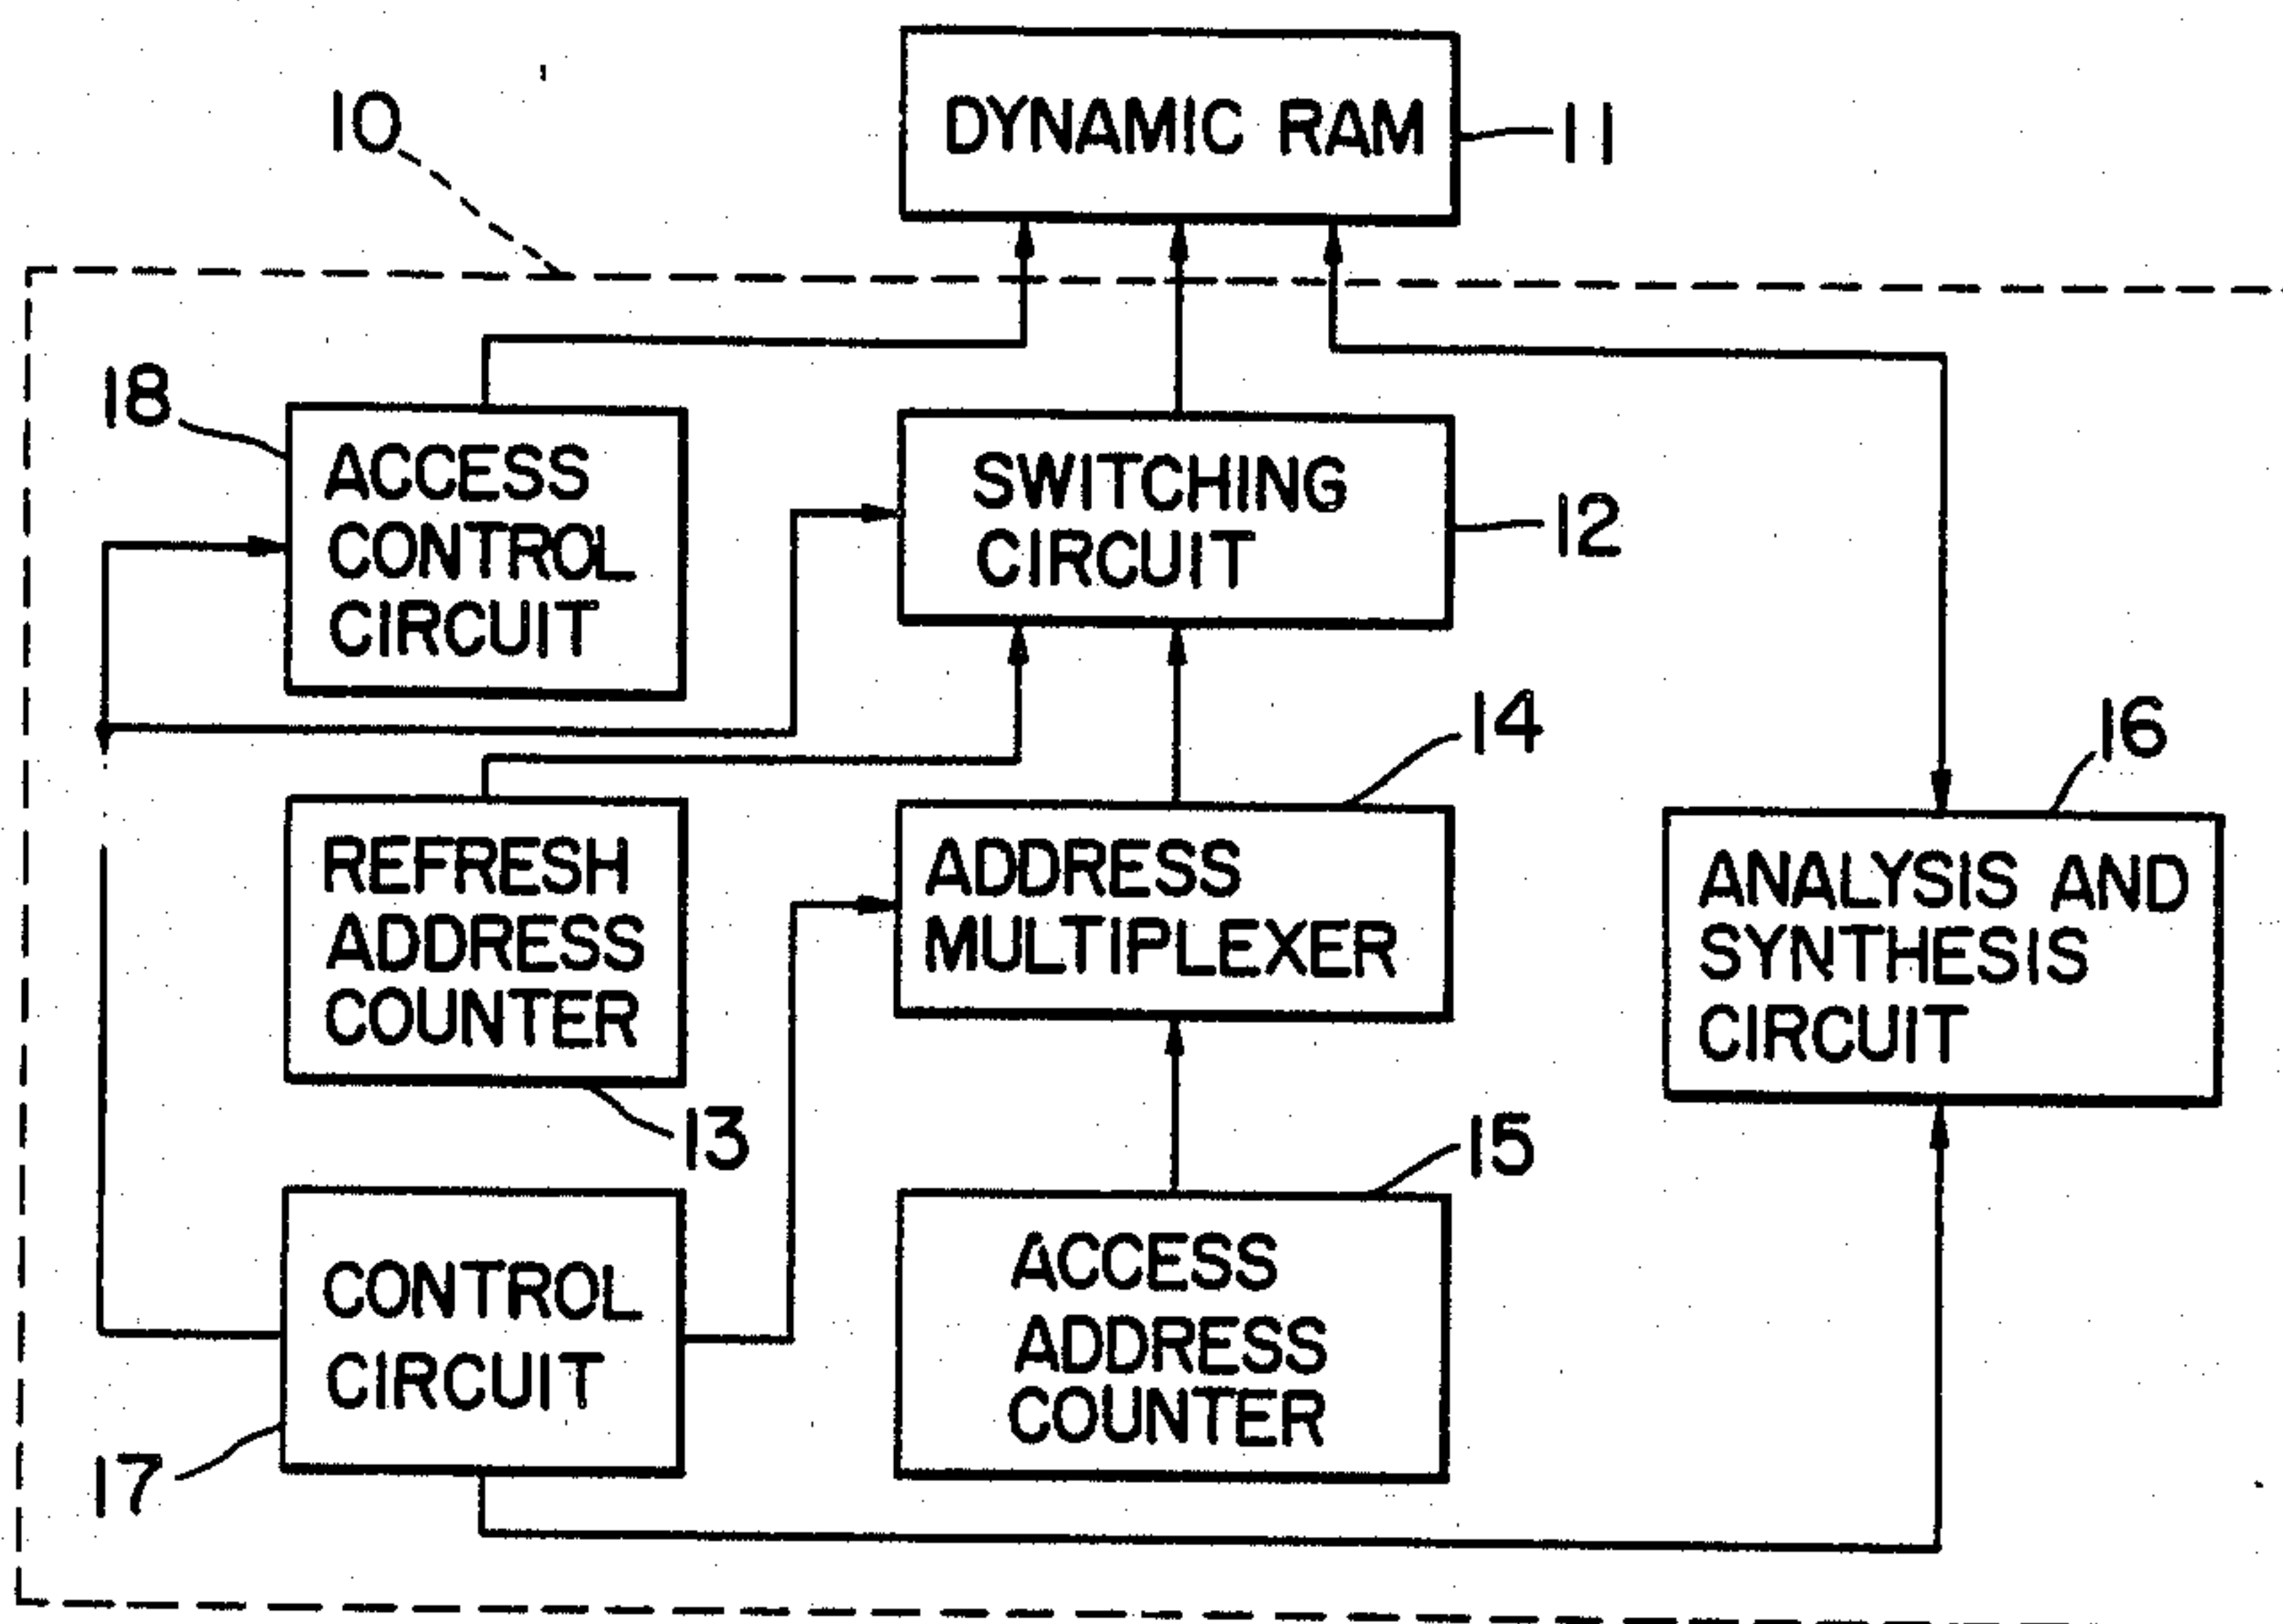 10
DYNAMIC RAM
11
18
ACCESS
CONTROL
CIRCUIT
SWITCHING
CIRCUIT
12
14
16
REFRESH
ADDRESS
COUNTER
13
ADDRESS
MULTIPLEXER
ANALYSIS AND
SYNTHESIS
CIRCUIT
15
CONTROL
CIRCUIT
17
ACCESS
ADDRESS
COUNTER